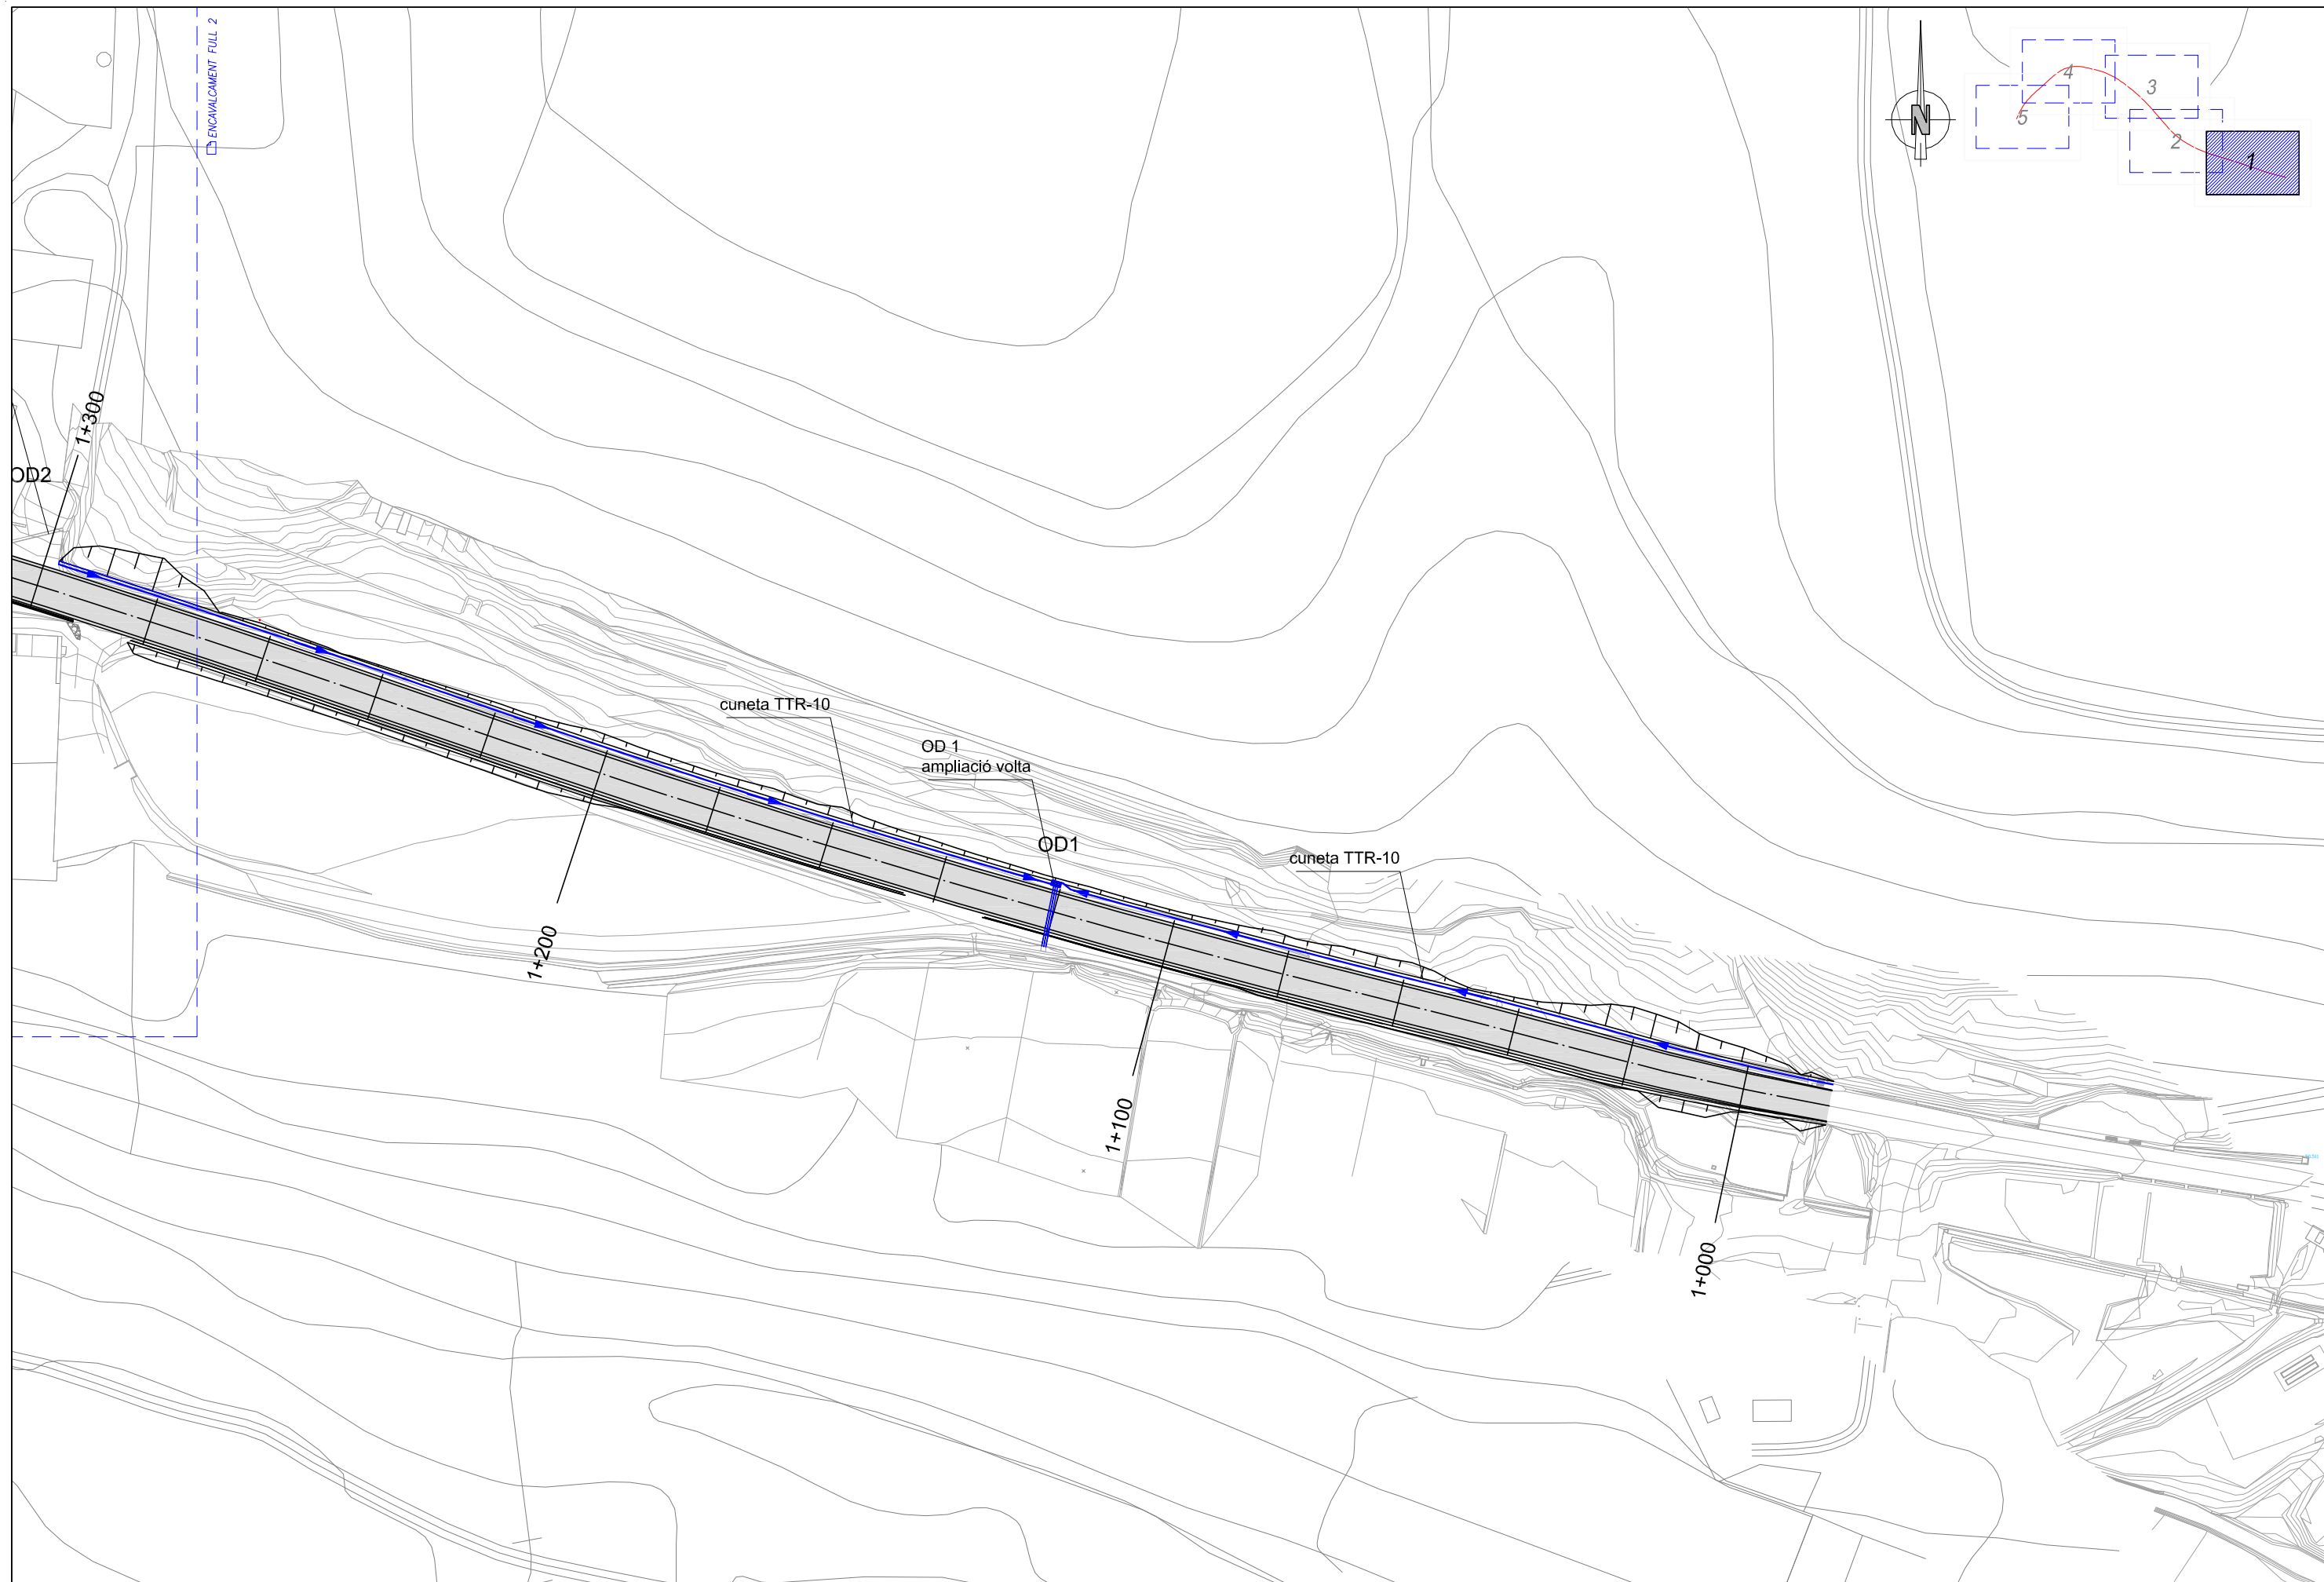 ENCAVALCAMENT FULL 2
N
4
3
5
2
1
1+300
OD2
cuneta TTR-10
OD 1
ampliació volta
OD1
cuneta TTR-10
1+200
1+100
1+000